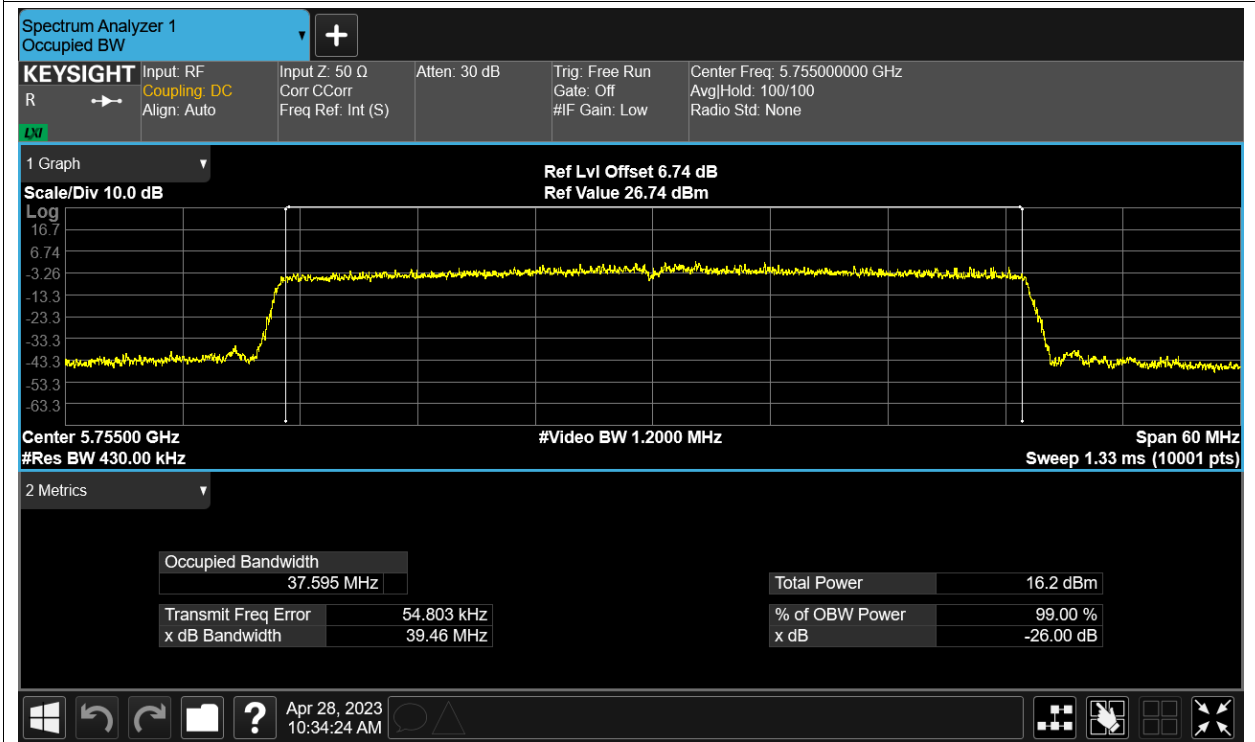 Spectrum Analyzer 1
Occupied BW
KEYSIGHT
R
LXI
Input: RF
Coupling: DC
Align: Auto
Input Z: 50 Ω
Corr CCorr
Freq Ref: Int (S)
Atten: 30 dB
Trig: Free Run
Gate: Off
#IF Gain: Low
Center Freq: 5.755000000 GHz
Avg|Hold: 100/100
Radio Std: None
1 Graph
Scale/Div 10.0 dB
Ref Lvl Offset 6.74 dB
Ref Value 26.74 dBm
Log
16.7
6.74
-3.26
-13.3
-23.3
-33.3
-43.3
-53.3
-63.3
Center 5.75500 GHz
#Res BW 430.00 kHz
#Video BW 1.2000 MHz
Span 60 MHz
Sweep 1.33 ms (10001 pts)
2 Metrics
Occupied Bandwidth
37.595 MHz
Transmit Freq Error 54.803 kHz
x dB Bandwidth 39.46 MHz
Total Power 16.2 dBm
% of OBW Power 99.00 %
x dB -26.00 dB
?
Apr 28, 2023
10:34:24 AM